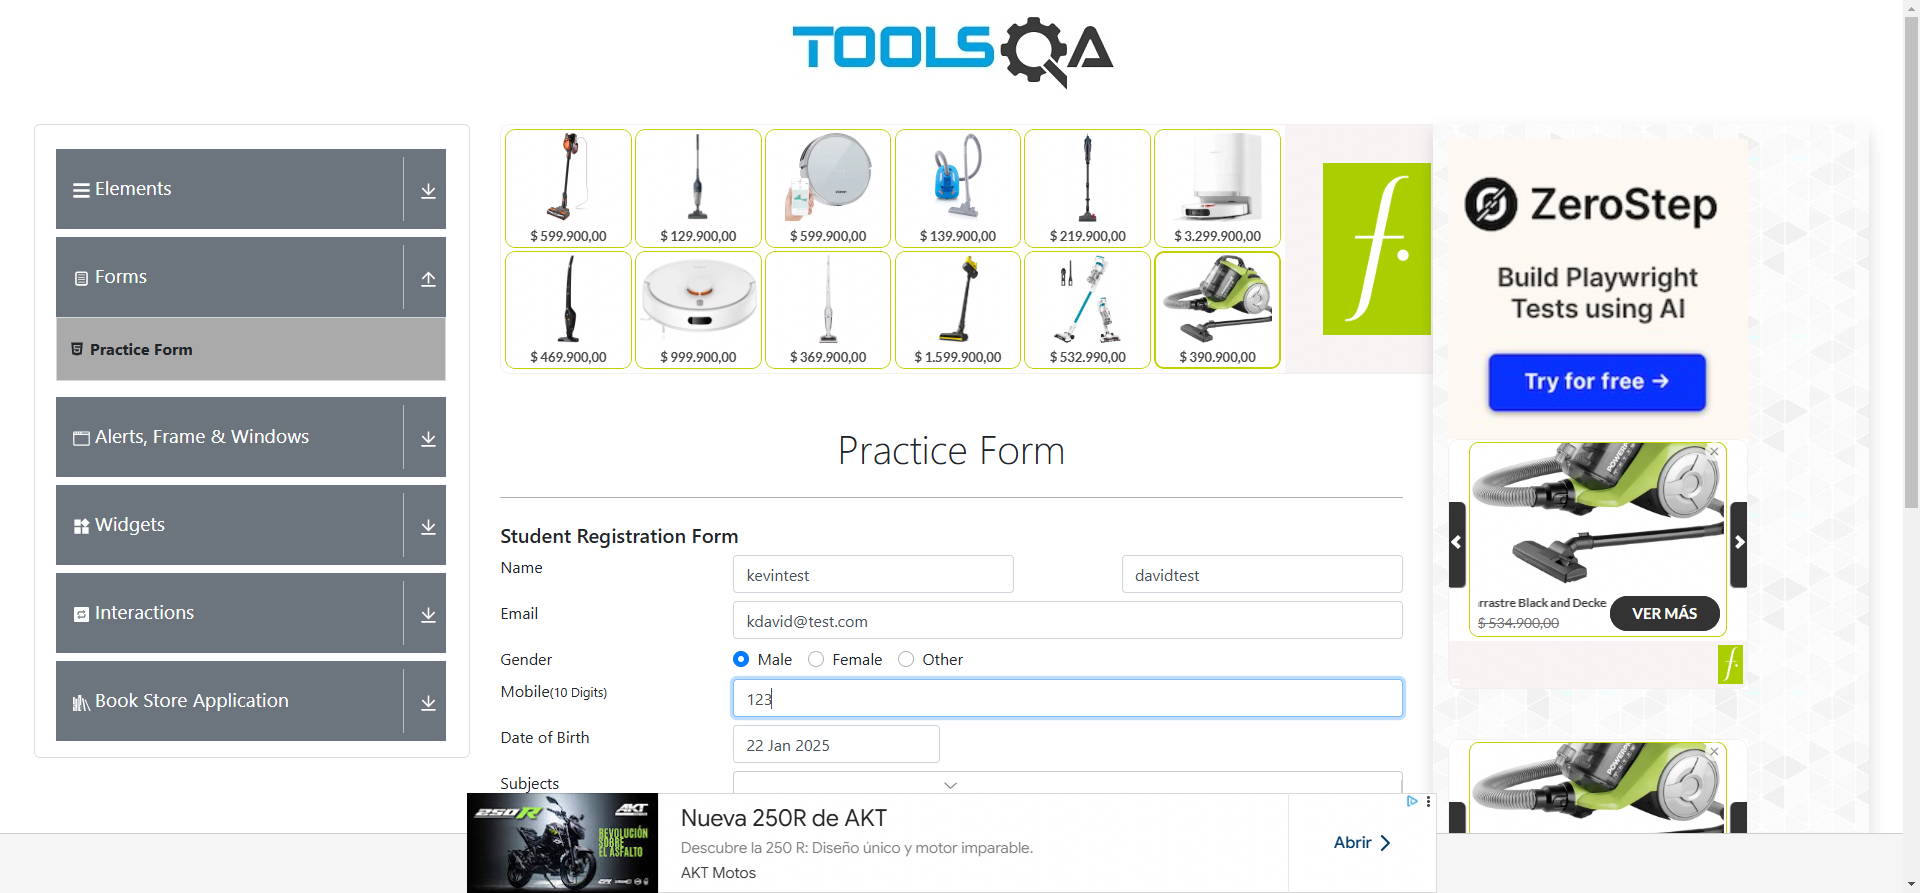 TOOLSQA
Elements
Forms
Practice Form
Alerts, Frame & Windows
Widgets
Interactions
Book Store Application
$ 599.900,00
$ 129.900,00
$ 599.900,00
$ 139.900,00
$ 219.900,00
$ 3.299.900,00
$ 469.900,00
$ 999.900,00
$ 369.900,00
$ 1.599.900,00
$ 532.990,00
$ 390.900,00
f.
Practice Form
Student Registration Form
Name
kevintest
davidtest
Email
kdavid@test.com
Gender
Male
Female
Other
Mobile(10 Digits)
123
Date of Birth
22 Jan 2025
Subjects
ZeroStep
Build Playwright
Tests using AI
Try for free →
rrastre Black and Decke
$ 534.900,00
VER MÁS
f.
250R
AKT
REVOLUCIÓN
SOBRE
EL ASFALTO
Nueva 250R de AKT
Descubre la 250 R: Diseño único y motor imparable.
AKT Motos
Abrir